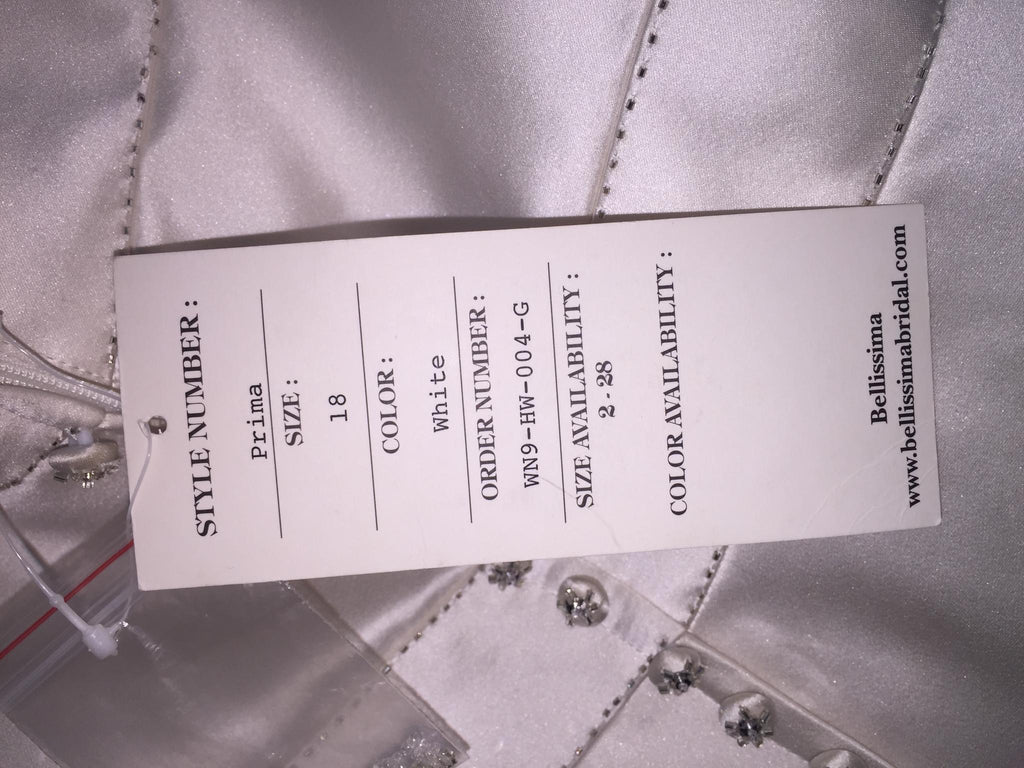 STYLE NUMBER:
Prima
SIZE:
18
COLOR:
White
ORDER NUMBER:
WN9-HW-004-G
SIZE AVAILABILITY:
2-28
COLOR AVAILABILITY:
Bellissima
www.bellissimabridal.com